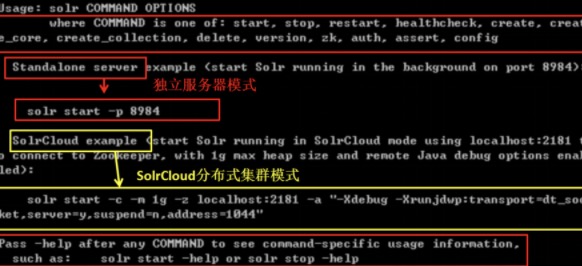 Usage: solr COMMAND OPTIONS
where COMMAND is one of: start, stop, restart, healthcheck, create, creat
e_core, create_collection, delete, version, zk, auth, assert, config
Standalone server example (start Solr running in the background on port 8984):
独立服务器模式
solr start -p 8984
SolrCloud example (start Solr running in SolrCloud mode using localhost:2181 t
o connect to Zookeeper, with 1g max heap size and remote Java debug options enab
led):
SolrCloud分布式集群模式
solr start -c -m 1g -z localhost:2181 -a "-Xdebug -Xrunjdwp:transport=dt_soc
ket,server=y,suspend=n,address=1044"
Pass -help after any COMMAND to see command-specific usage information,
such as: solr start -help or solr stop -help